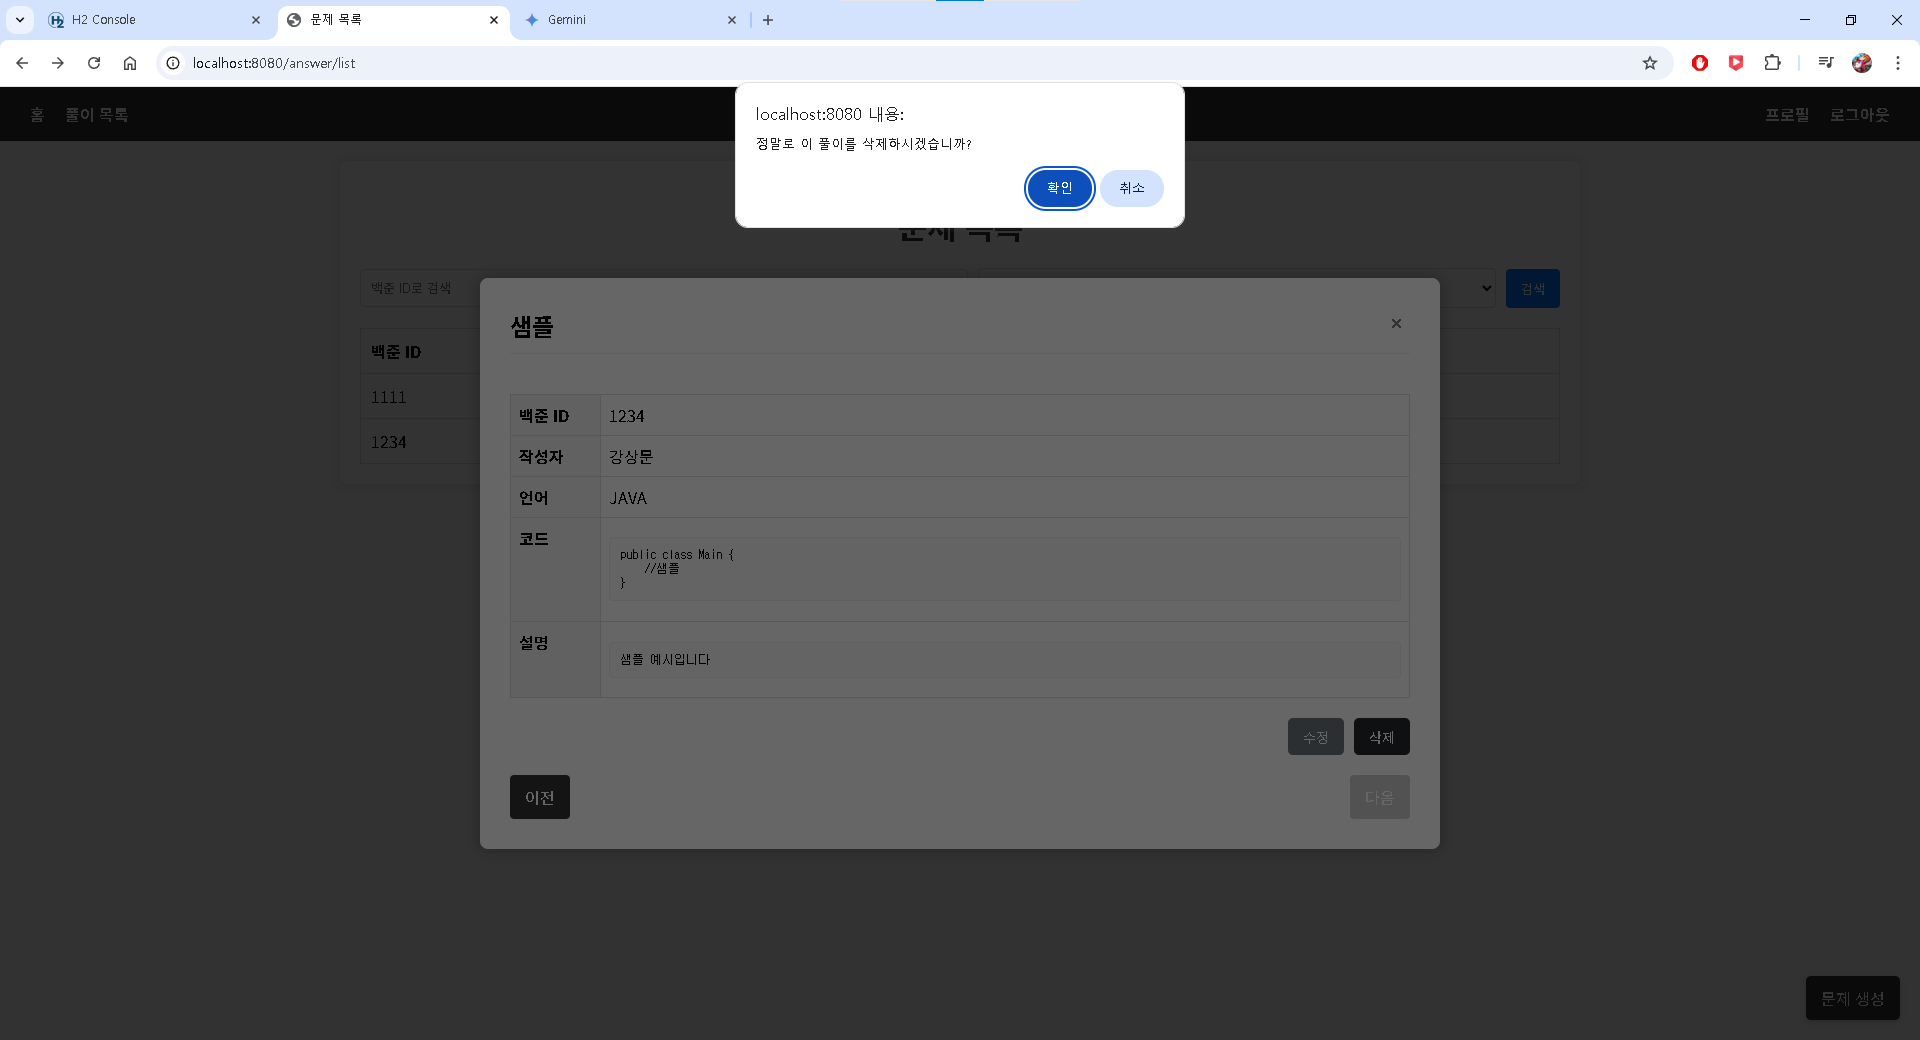 H2 Console
문제 목록
Gemini
localhost:8080/answer/list
홈
풀이 목록
프로필
로그아웃
localhost:8080 내용:
정말로 이 풀이를 삭제하시겠습니까?
확인
취소
문제 목록
백준 ID로 검색
검색
백준 ID
1111
1234
샘플
×
백준 ID
1234
작성자
강상문
언어
JAVA
코드
public class Main {
//샘플
}
설명
샘플 예시입니다
수정
삭제
이전
다음
문제 생성